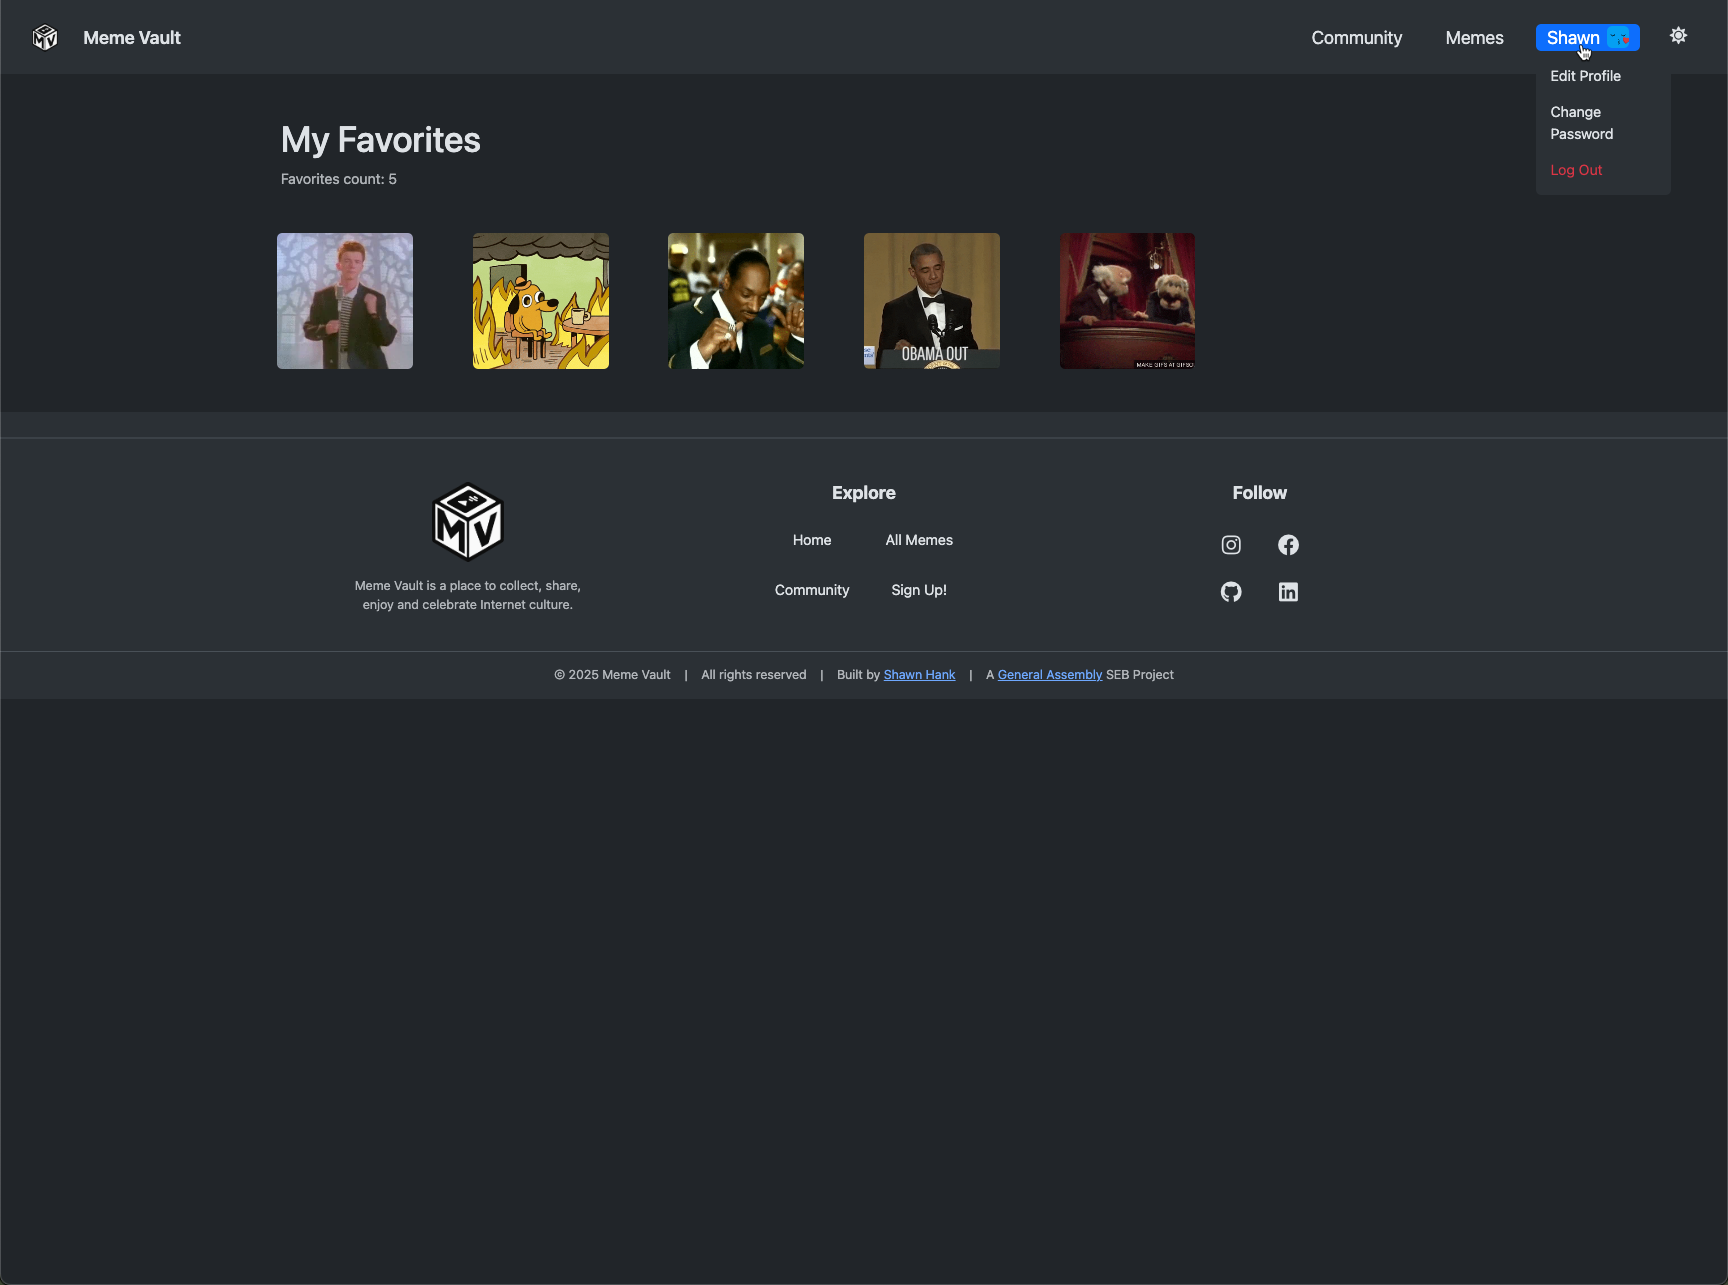 MV
Meme Vault
Community
Memes
Shawn
Edit Profile
Change
Password
Log Out
My Favorites
Favorites count: 5
OBAMA OUT
MAKE GIFS AT GIFSO
MV
Meme Vault is a place to collect, share,
enjoy and celebrate Internet culture.
Explore
Home
All Memes
Community
Sign Up!
Follow
© 2025 Meme Vault | All rights reserved | Built by Shawn Hank | A General Assembly SEB Project